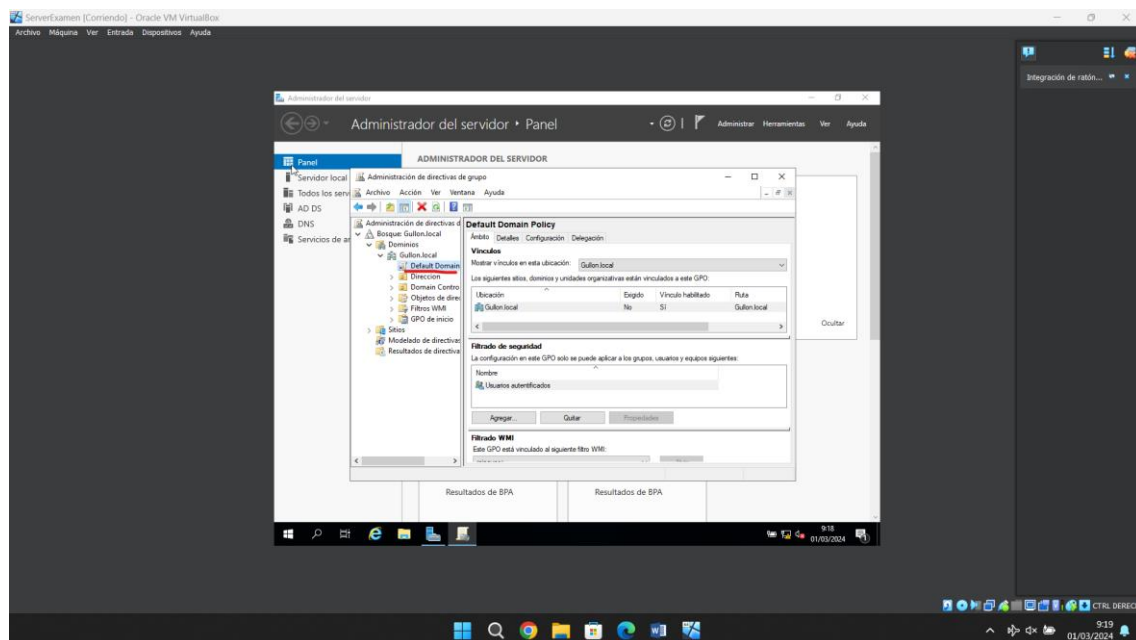 ServerExamen [Corriendo] - Oracle VM VirtualBox
Archivo Máquina Ver Entrada Dispositivos Ayuda
Integración de ratón...
Administrador del servidor
Administrador del servidor • Panel
Administrar Herramientas Ver Ayuda
Panel
Servidor local
Todos los servi
AD DS
DNS
Servicios de ar
ADMINISTRADOR DEL SERVIDOR
Administración de directivas de grupo
Archivo Acción Ver Ventana Ayuda
Administración de directivas d
Bosque: Gullon.local
Dominios
Gullon.local
Default Domain
Direccion
Domain Contro
Objetos de direc
Filtros WMI
GPO de inicio
Sitios
Modelado de directivas
Resultados de directiva
Default Domain Policy
Ámbito Detalles Configuración Delegación
Vínculos
Mostrar vínculos en esta ubicación: Gullon.local
Los siguientes sitios, dominios y unidades organizativas están vinculados a este GPO:
Ubicación Exigido Vínculo habilitado Ruta
Gullon.local No Sí Gullon.local
Filtrado de seguridad
La configuración en este GPO solo se puede aplicar a los grupos, usuarios y equipos siguientes:
Nombre
Usuarios autentificados
Agregar... Quitar Propiedades
Filtrado WMI
Este GPO está vinculado al siguiente filtro WMI:
Ocultar
Resultados de BPA
Resultados de BPA
9:18
01/03/2024
CTRL DEREC
9:19
01/03/2024